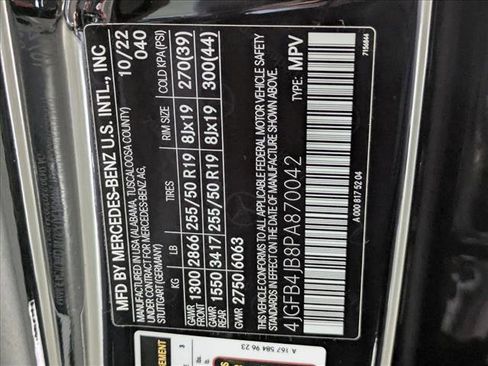 MFD BY MERCEDES-BENZ U.S. INTL., INC 10/22
MANUFACTURED IN USA (ALABAMA, TUSCALOOSA COUNTY) 040
UNDER CONTRACT FOR MERCEDES-BENZ AG,
STUTTGART (GERMANY)
KG LB TIRES RIM SIZE COLD KPA(PSI)
GAWR FRONT 1300 2866 255/50 R19 8Jx19 270(39)
GAWR REAR 1550 3417 255/50 R19 8Jx19 300(44)
GVWR 2750 6063
THIS VEHICLE CONFORMS TO ALL APPLICABLE FEDERAL MOTOR VEHICLE SAFETY
STANDARDS IN EFFECT ON THE DATE OF MANUFACTURE SHOWN ABOVE.
4JGFB4JB8PA870042 TYPE: MPV
A 000 817 52 04 7156844
A 167 584 96 23